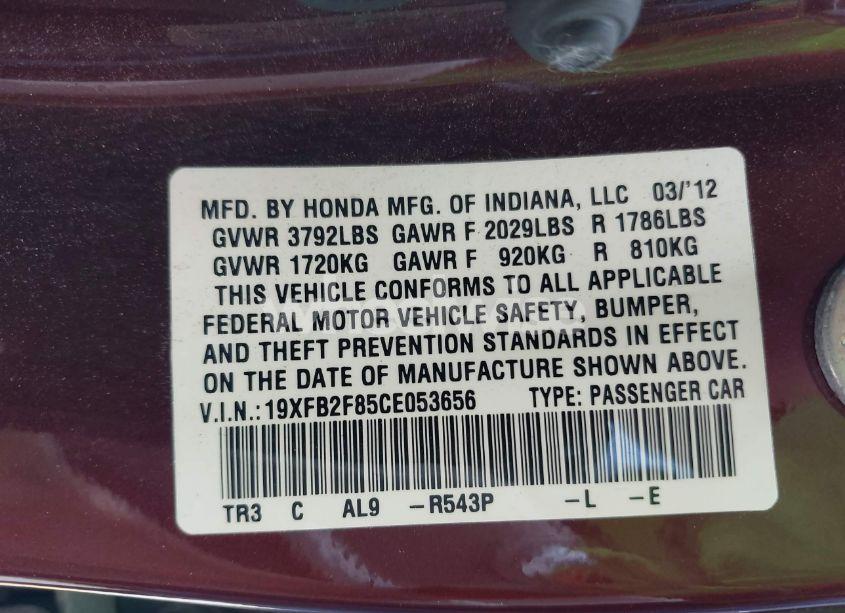 MFD. BY HONDA MFG. OF INDIANA, LLC 03/'12
GVWR 3792LBS GAWR F 2029LBS R 1786LBS
GVWR 1720KG GAWR F 920KG R 810KG
THIS VEHICLE CONFORMS TO ALL APPLICABLE
FEDERAL MOTOR VEHICLE SAFETY, BUMPER,
AND THEFT PREVENTION STANDARDS IN EFFECT
ON THE DATE OF MANUFACTURE SHOWN ABOVE.
V.I.N.: 19XFB2F85CE053656 TYPE: PASSENGER CAR
TR3 C AL9 -R543P -L -E